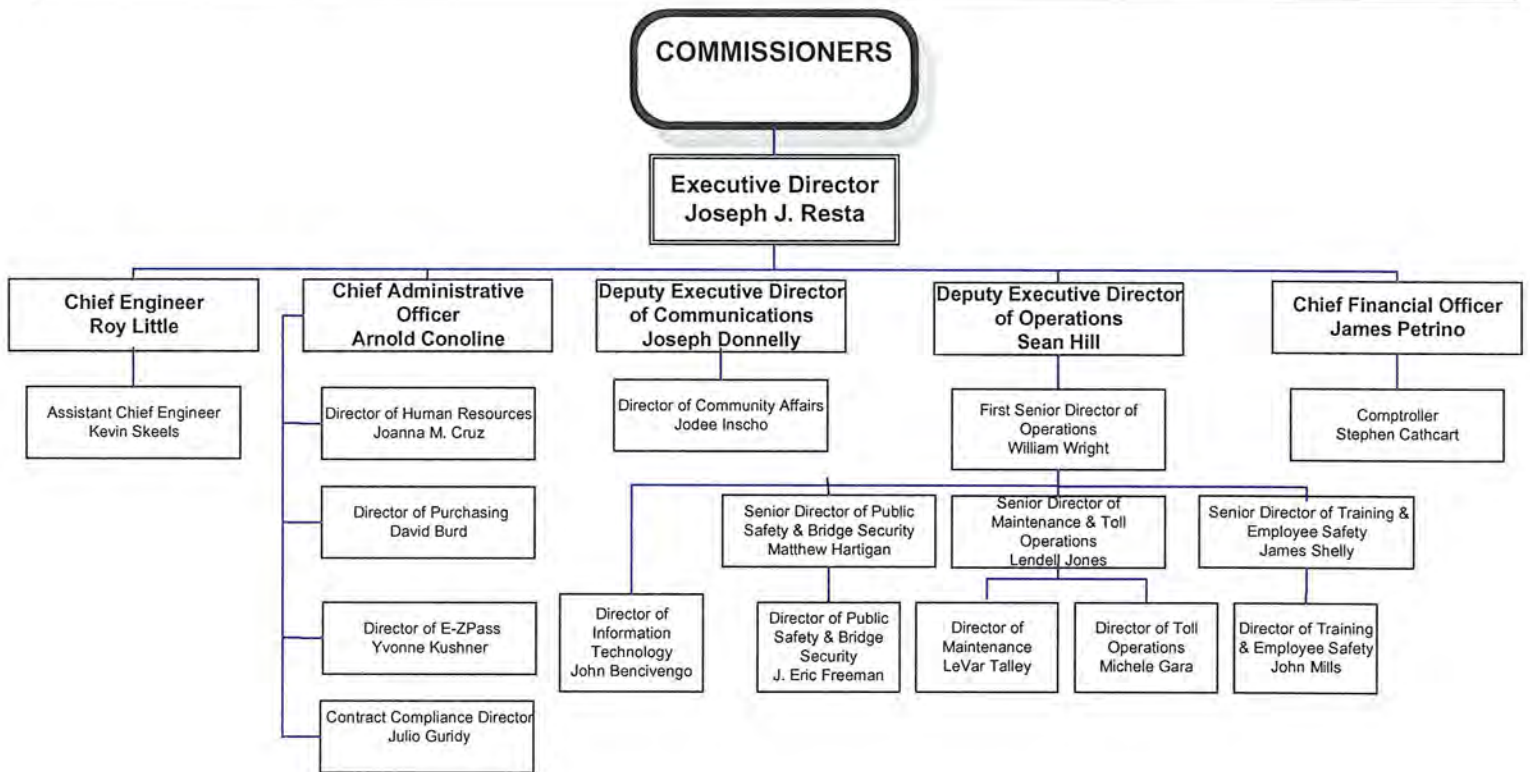 COMMISSIONERS
Executive Director
Joseph J. Resta
Chief Engineer
Roy Little
Chief Administrative
Officer
Arnold Conoline
Deputy Executive Director
of Communications
Joseph Donnelly
Deputy Executive Director
of Operations
Sean Hill
Chief Financial Officer
James Petrino
Assistant Chief Engineer
Kevin Skeels
Director of Human Resources
Joanna M. Cruz
Director of Community Affairs
Jodee Inscho
First Senior Director of
Operations
William Wright
Comptroller
Stephen Cathcart
Director of Purchasing
David Burd
Senior Director of Public
Safety & Bridge Security
Matthew Hartigan
Senior Director of
Maintenance & Toll
Operations
Lendell Jones
Senior Director of Training &
Employee Safety
James Shelly
Director of E-ZPass
Yvonne Kushner
Director of
Information
Technology
John Bencivengo
Director of Public
Safety & Bridge
Security
J. Eric Freeman
Director of
Maintenance
LeVar Talley
Director of Toll
Operations
Michele Gara
Director of Training
& Employee Safety
John Mills
Contract Compliance Director
Julio Guridy